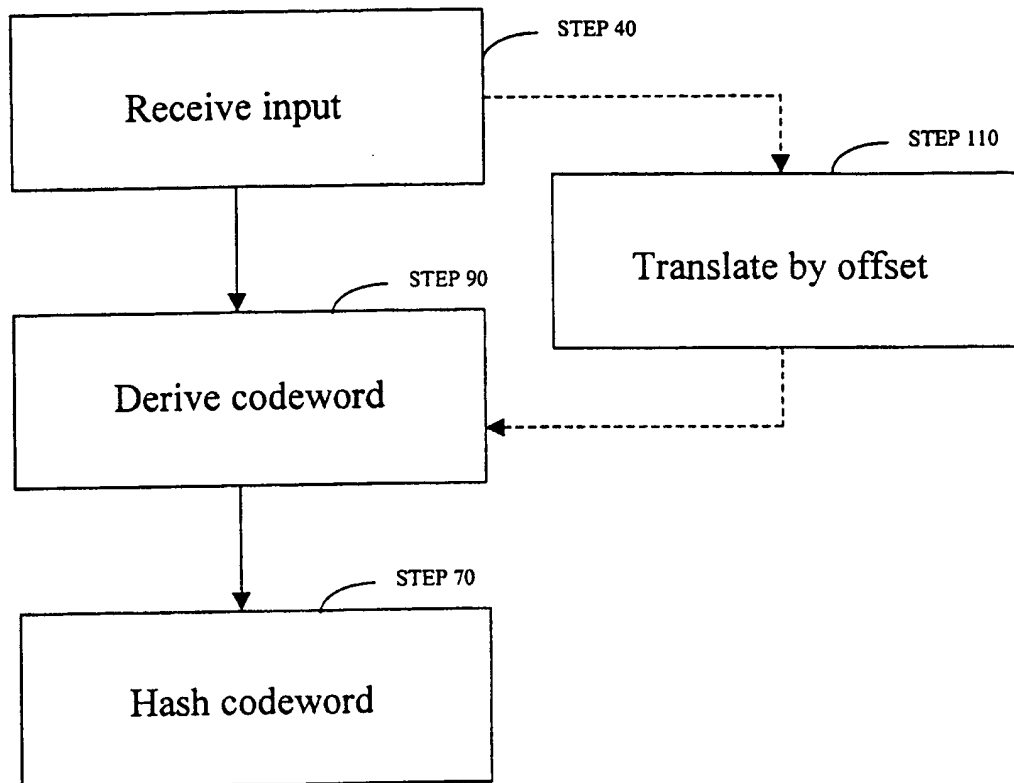 STEP 40
Receive input
STEP 110
Translate by offset
STEP 90
Derive codeword
STEP 70
Hash codeword